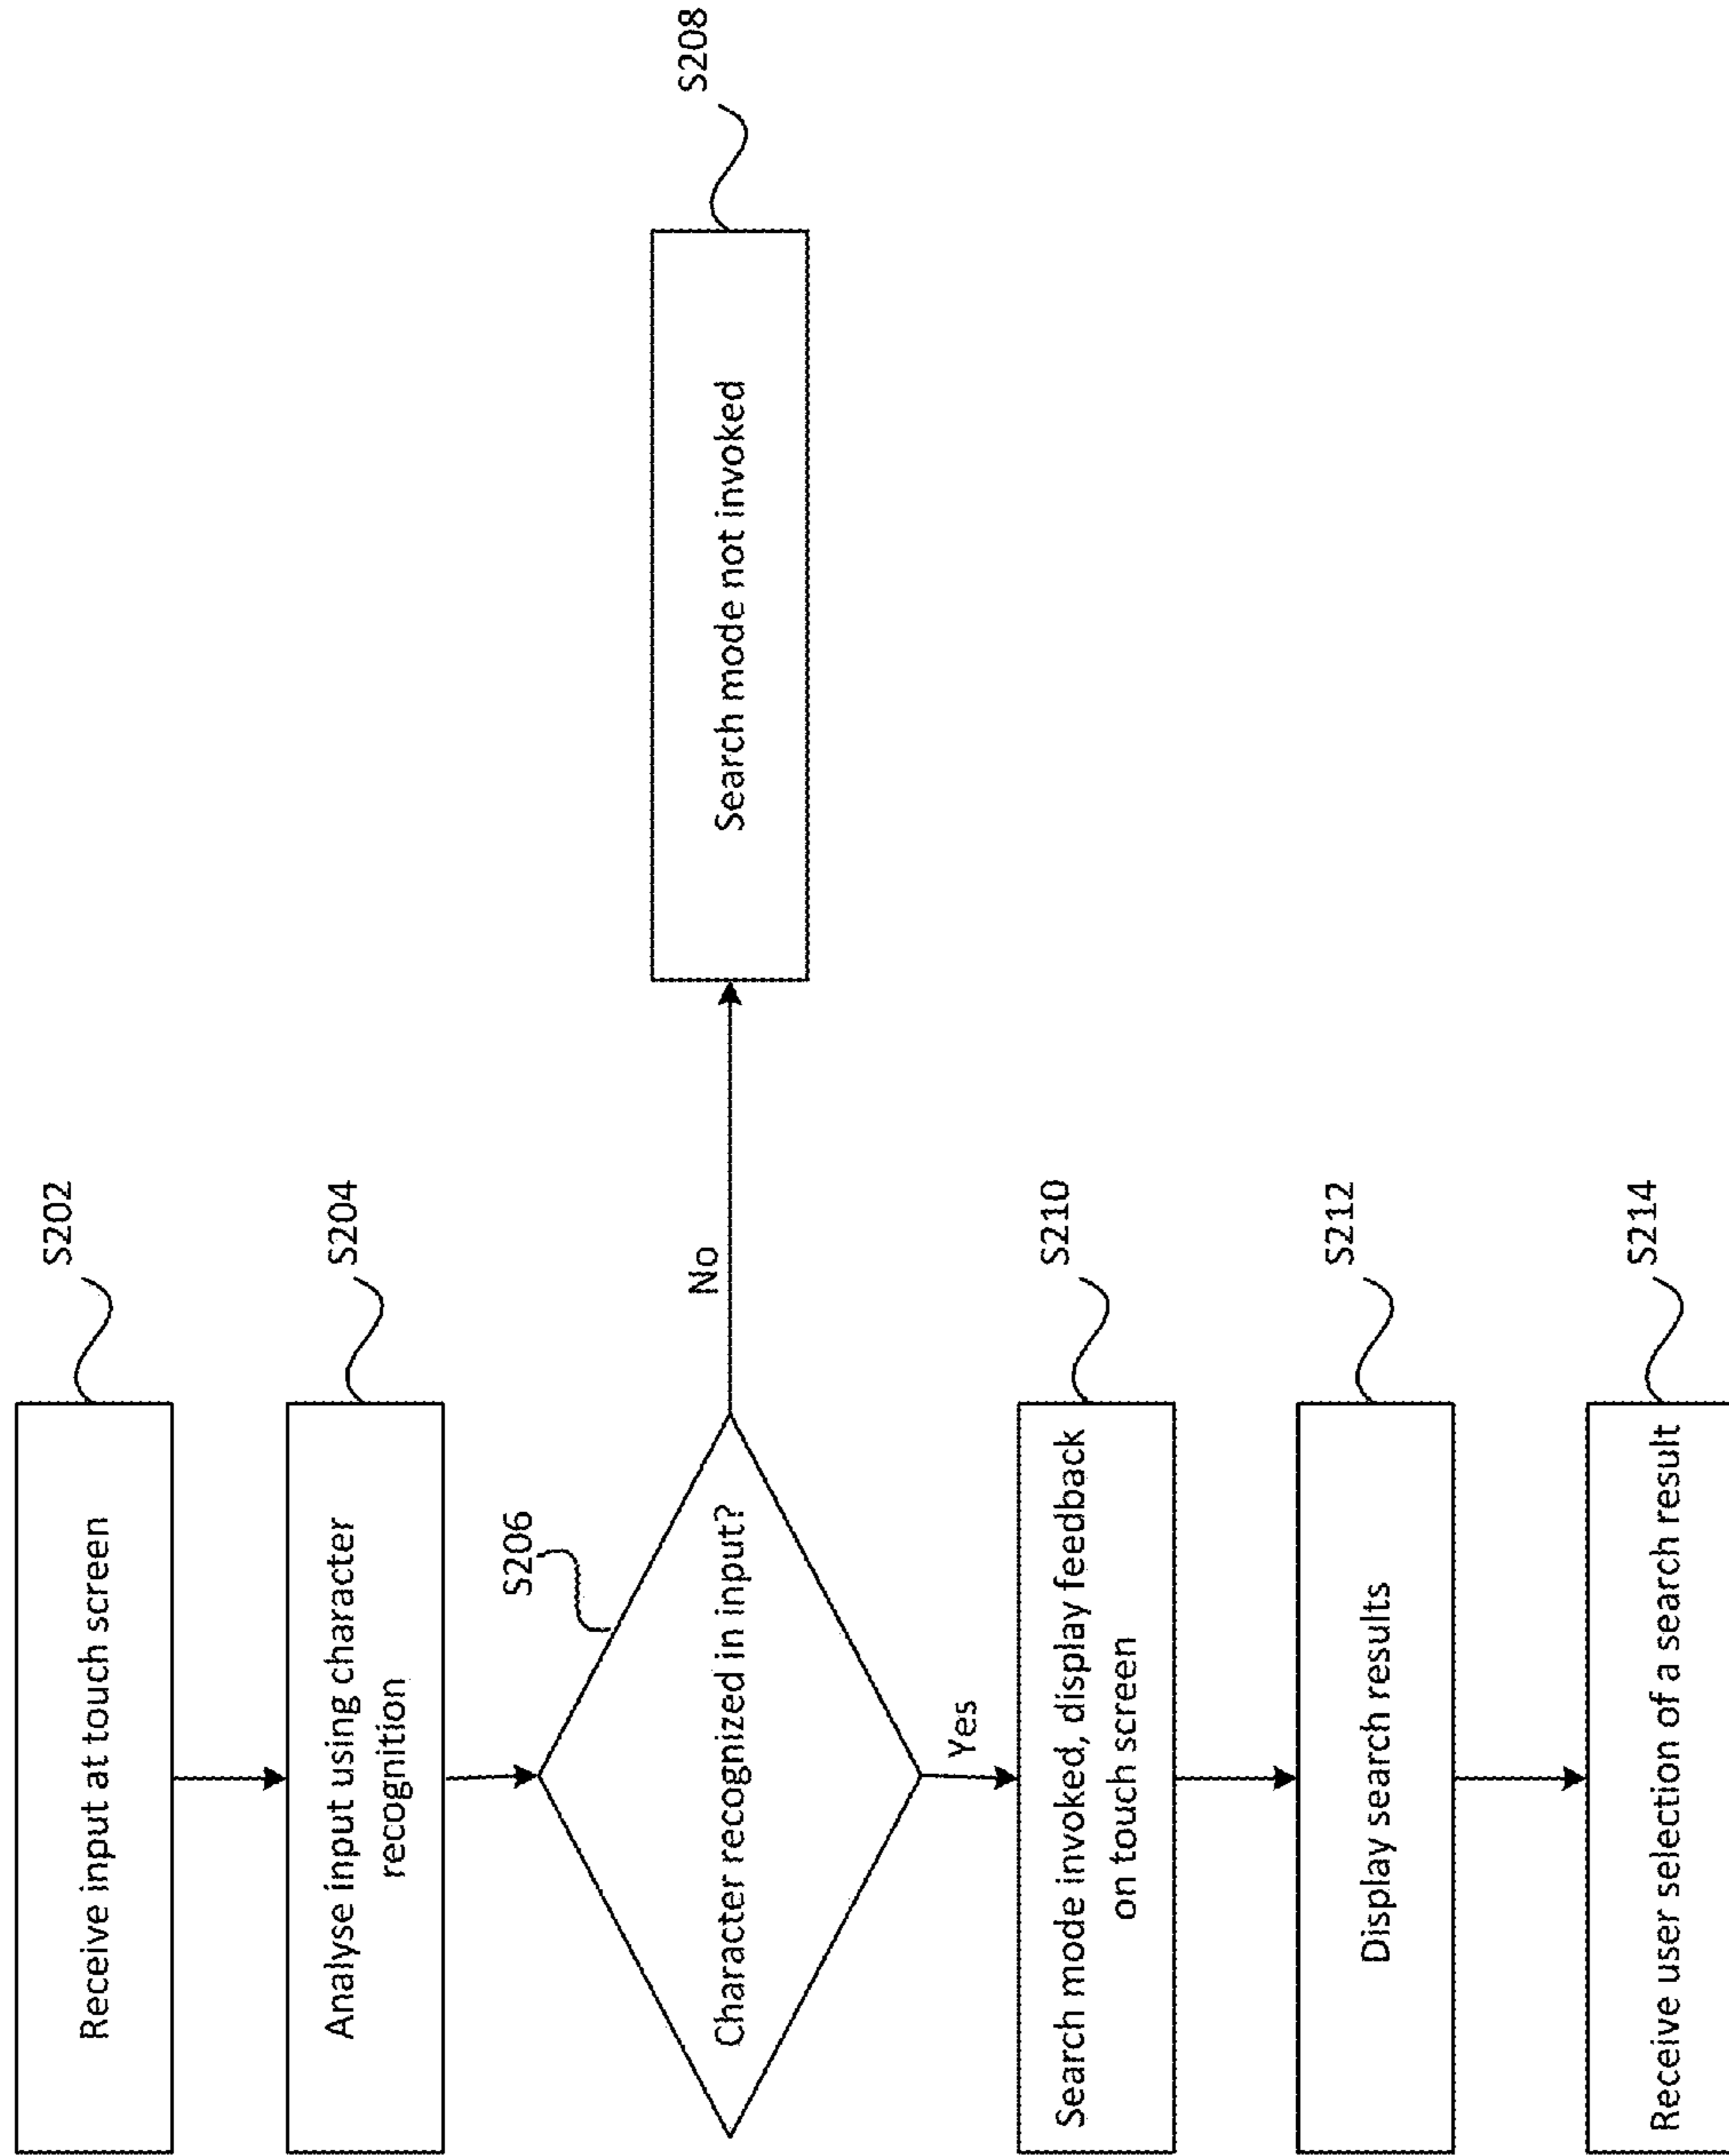 Receive input at touch screen
S202
Analyse input using character
recognition
S204
S206
Character recognized in input?
No
Search mode not invoked
S208
Yes
Search mode invoked, display feedback
on touch screen
S210
Display search results
S212
Receive user selection of a search result
S214